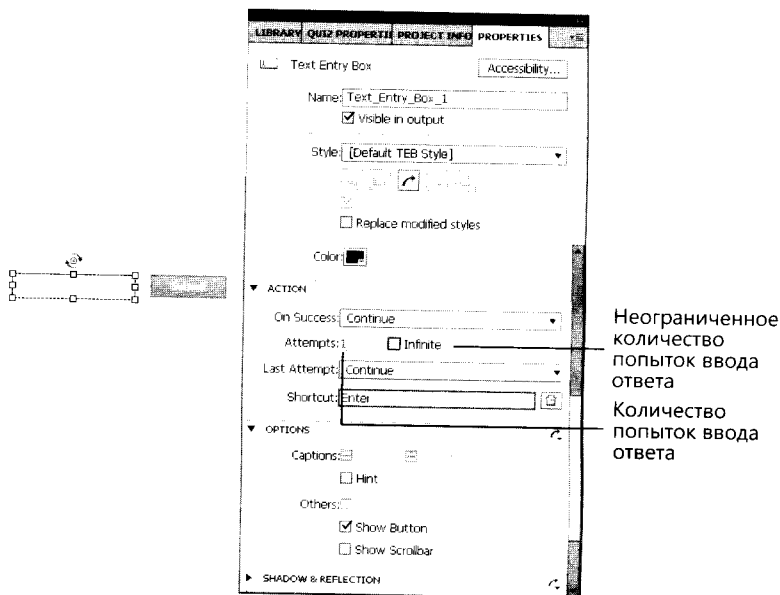 LIBRARY QUIZ PROPERTIE PROJECT INFO PROPERTIES
Text Entry Box Accessibility...
Name: Text_Entry_Box_1
Visible in output
Style: [Default TEB Style]
Replace modified styles
Color:
ACTION
On Success: Continue
Attempts: 1 Infinite
Last Attempt: Continue
Shortcut: Enter
OPTIONS
Captions:
Hint
Others:
Show Button
Show Scrollbar
SHADOW & REFLECTION
Неограниченное
количество
попыток ввода
ответа
Количество
попыток ввода
ответа